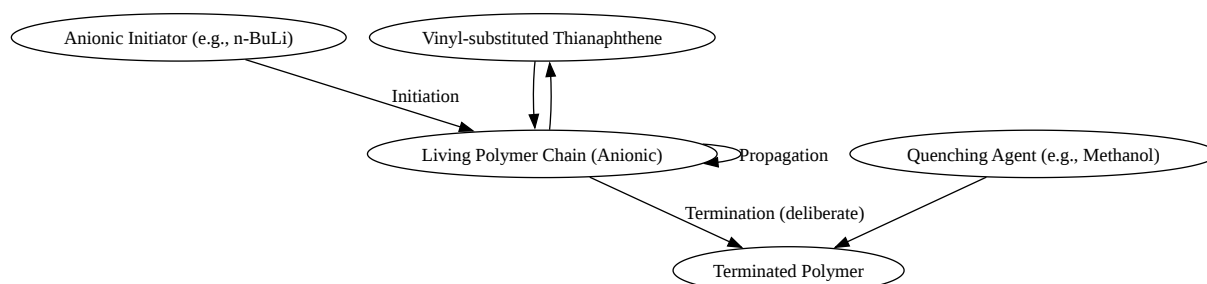 Anionic Initiator (e.g., n-BuLi)
Vinyl-substituted Thianaphthene
Initiation
Living Polymer Chain (Anionic)
Propagation
Quenching Agent (e.g., Methanol)
Termination (deliberate)
Terminated Polymer